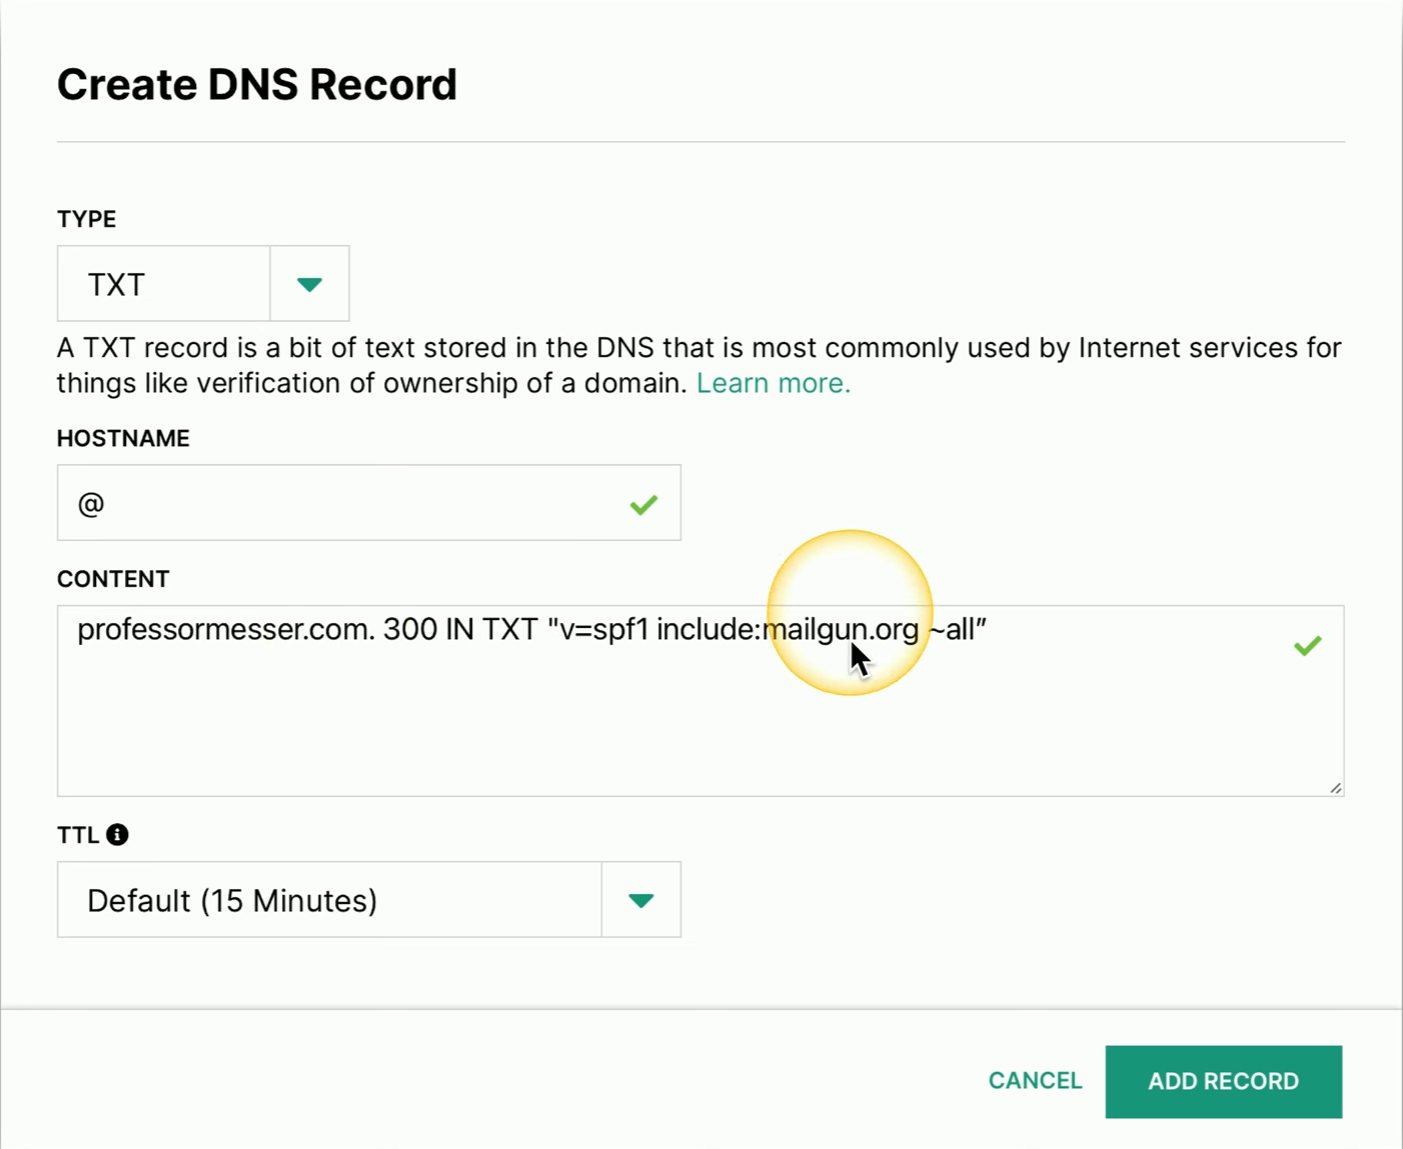 Create DNS Record
TYPE
TXT
A TXT record is a bit of text stored in the DNS that is most commonly used by Internet services for
things like verification of ownership of a domain. Learn more.
HOSTNAME
@
CONTENT
professormesser.com. 300 IN TXT "v=spf1 include:mailgun.org ~all”
TTL
Default (15 Minutes)
CANCEL
ADD RECORD